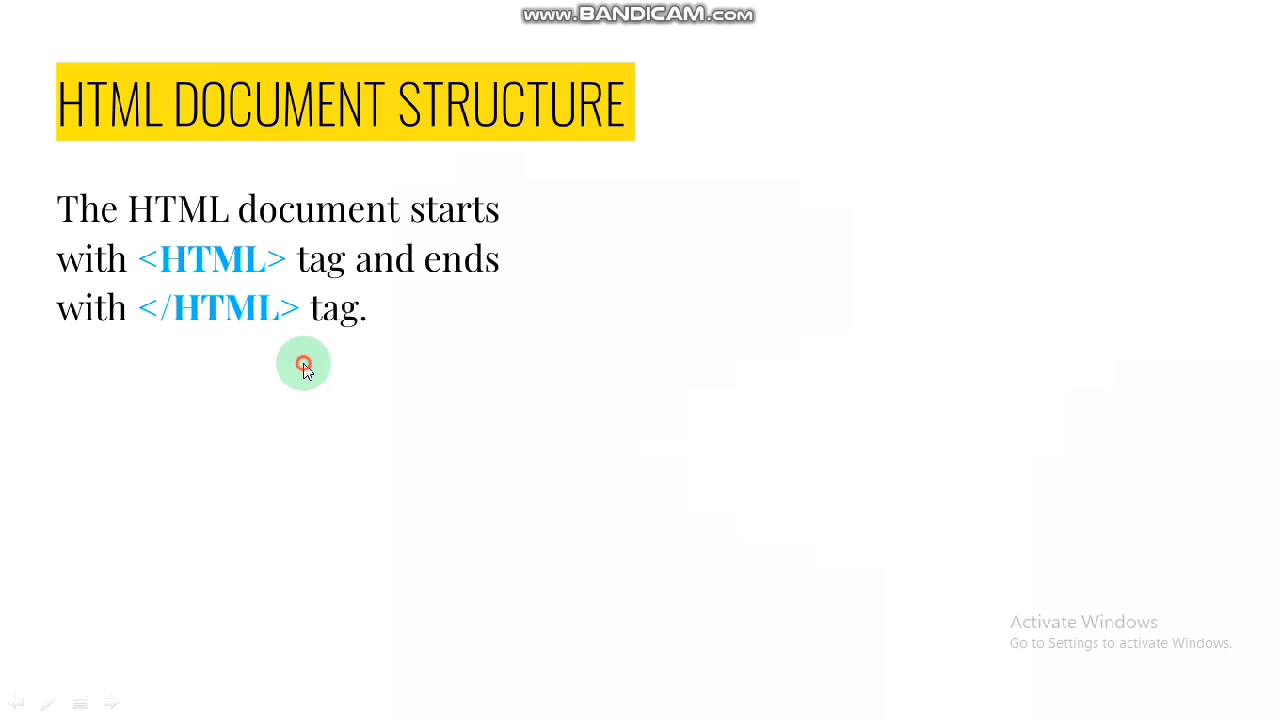 www.BANDICAM.com
HTML DOCUMENT STRUCTURE
The HTML document starts
with <HTML> tag and ends
with </HTML> tag.
Activate Windows
Go to Settings to activate Windows.